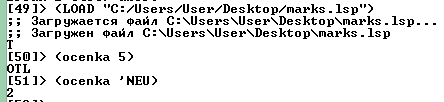 [49]> (LOAD "C:/Users/User/Desktop/marks.lsp")
;; Загружается файл C:\Users\User\Desktop\marks.lsp...
;; Загружен файл C:\Users\User\Desktop\marks.lsp
T
[50]> (ocenka 5)
OTL
[51]> (ocenka 'NEU)
2